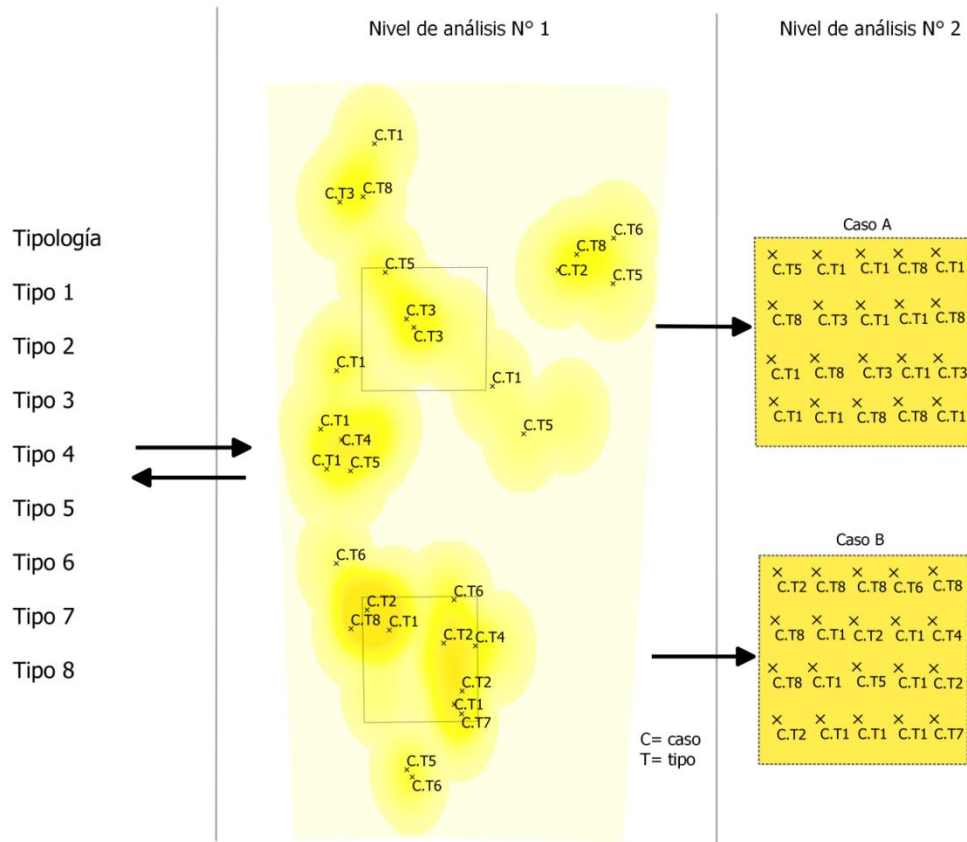 Nivel de análisis N° 1
Nivel de análisis N° 2
Tipología
Tipo 1
Tipo 2
Tipo 3
Tipo 4
Tipo 5
Tipo 6
Tipo 7
Tipo 8
C.T1
C.T3 C.T8
C.T5
C.T3
C.T3
C.T6
C.T8
C.T2
C.T5
C.T1
C.T1
C.T1
C.T4
C.T1 C.T5
C.T5
C.T6
C.T2
C.T8 C.T1
C.T6
C.T2 C.T4
C.T2
C.T1
C.T7
C.T5
C.T6
C= caso
T= tipo
Caso A
C.T5 C.T1 C.T1 C.T8 C.T1
C.T8 C.T3 C.T1 C.T1 C.T8
C.T1 C.T8 C.T3 C.T1 C.T3
C.T1 C.T1 C.T8 C.T8 C.T1
Caso B
C.T2 C.T8 C.T8 C.T6 C.T8
C.T8 C.T1 C.T2 C.T1 C.T4
C.T8 C.T1 C.T5 C.T1 C.T2
C.T2 C.T1 C.T1 C.T1 C.T7